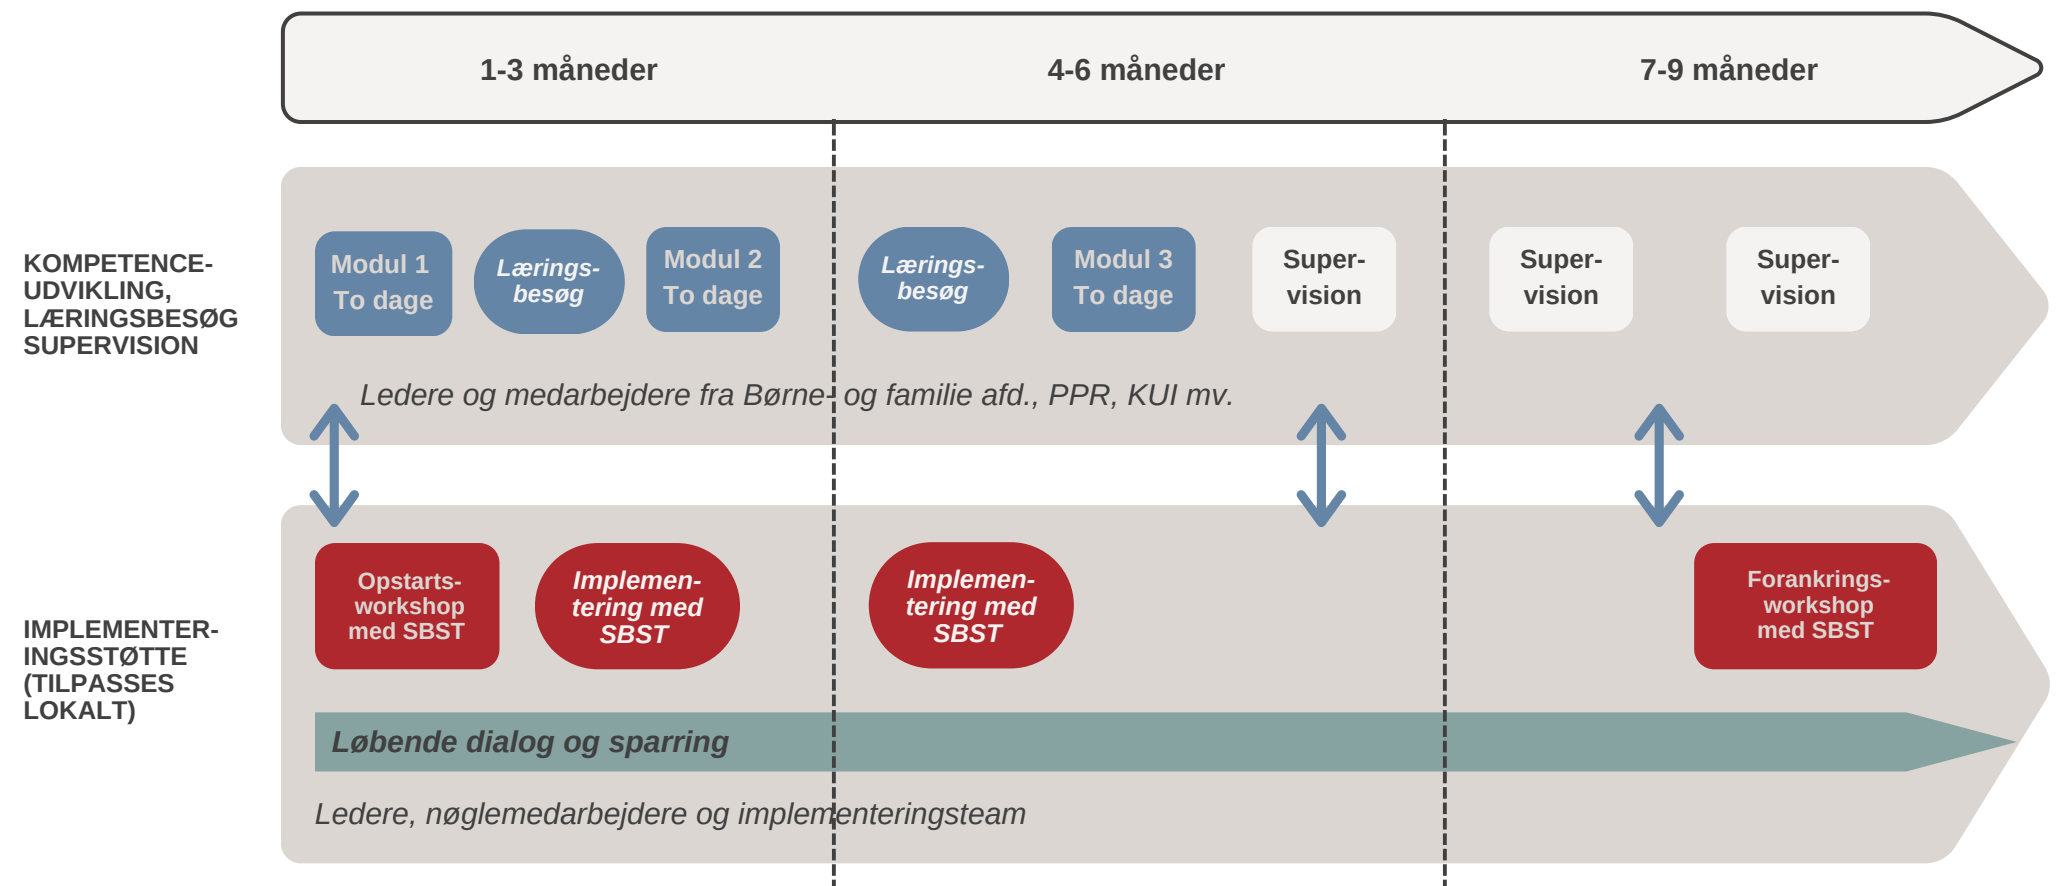 1-3 måneder
4-6 måneder
7-9 måneder
KOMPETENCE-
UDVIKLING,
LÆRINGSBESØG
SUPERVISION
Modul 1
To dage
Lærings-
besøg
Modul 2
To dage
Lærings-
besøg
Modul 3
To dage
Super-
vision
Super-
vision
Super-
vision
Ledere og medarbejdere fra Børne- og familie afd., PPR, KUI mv.
IMPLEMENTER-
INGSSTØTTE
(TILPASSES
LOKALT)
Opstarts-
workshop
med SBST
Implemen-
tering med
SBST
Implemen-
tering med
SBST
Forankrings-
workshop
med SBST
Løbende dialog og sparring
Ledere, nøglemedarbejdere og implementeringsteam